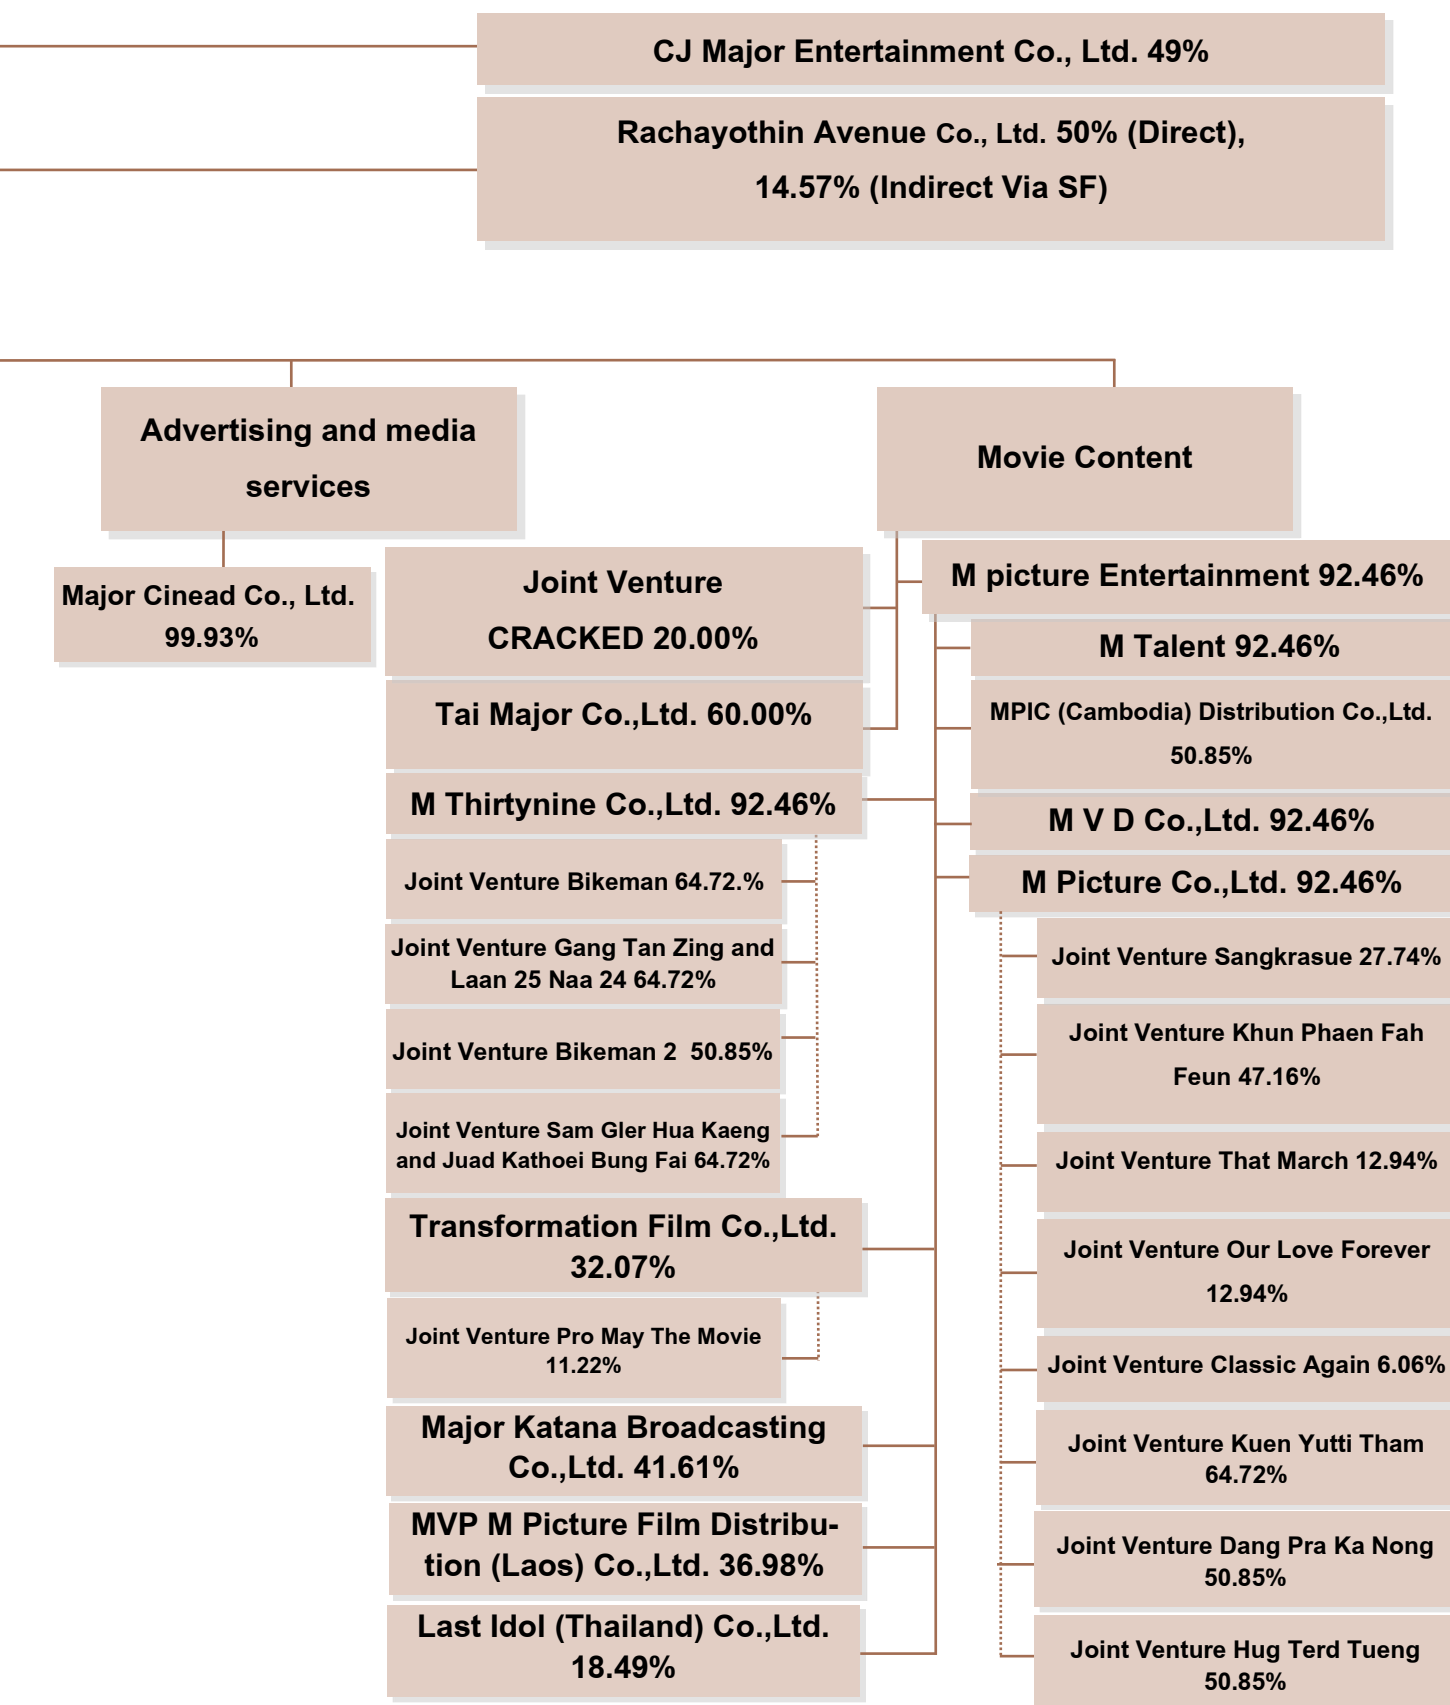 CJ Major Entertainment Co., Ltd. 49%
Rachayothin Avenue Co., Ltd. 50% (Direct),
14.57% (Indirect Via SF)
Advertising and media
services
Major Cinead Co., Ltd.
99.93%
Movie Content
Joint Venture
CRACKED 20.00%
Tai Major Co.,Ltd. 60.00%
M Thirtynine Co.,Ltd. 92.46%
Joint Venture Bikeman 64.72.%
Joint Venture Gang Tan Zing and
Laan 25 Naa 24 64.72%
Joint Venture Bikeman 2  50.85%
Joint Venture Sam Gler Hua Kaeng
and Juad Kathoei Bung Fai 64.72%
Transformation Film Co.,Ltd.
32.07%
Joint Venture Pro May The Movie
11.22%
Major Katana Broadcasting
Co.,Ltd. 41.61%
MVP M Picture Film Distribu-
tion (Laos) Co.,Ltd. 36.98%
Last Idol (Thailand) Co.,Ltd.
18.49%
M picture Entertainment 92.46%
M Talent 92.46%
MPIC (Cambodia) Distribution Co.,Ltd.
50.85%
M V D Co.,Ltd. 92.46%
M Picture Co.,Ltd. 92.46%
Joint Venture Sangkrasue 27.74%
Joint Venture Khun Phaen Fah
Feun 47.16%
Joint Venture That March 12.94%
Joint Venture Our Love Forever
12.94%
Joint Venture Classic Again 6.06%
Joint Venture Kuen Yutti Tham
64.72%
Joint Venture Dang Pra Ka Nong
50.85%
Joint Venture Hug Terd Tueng
50.85%